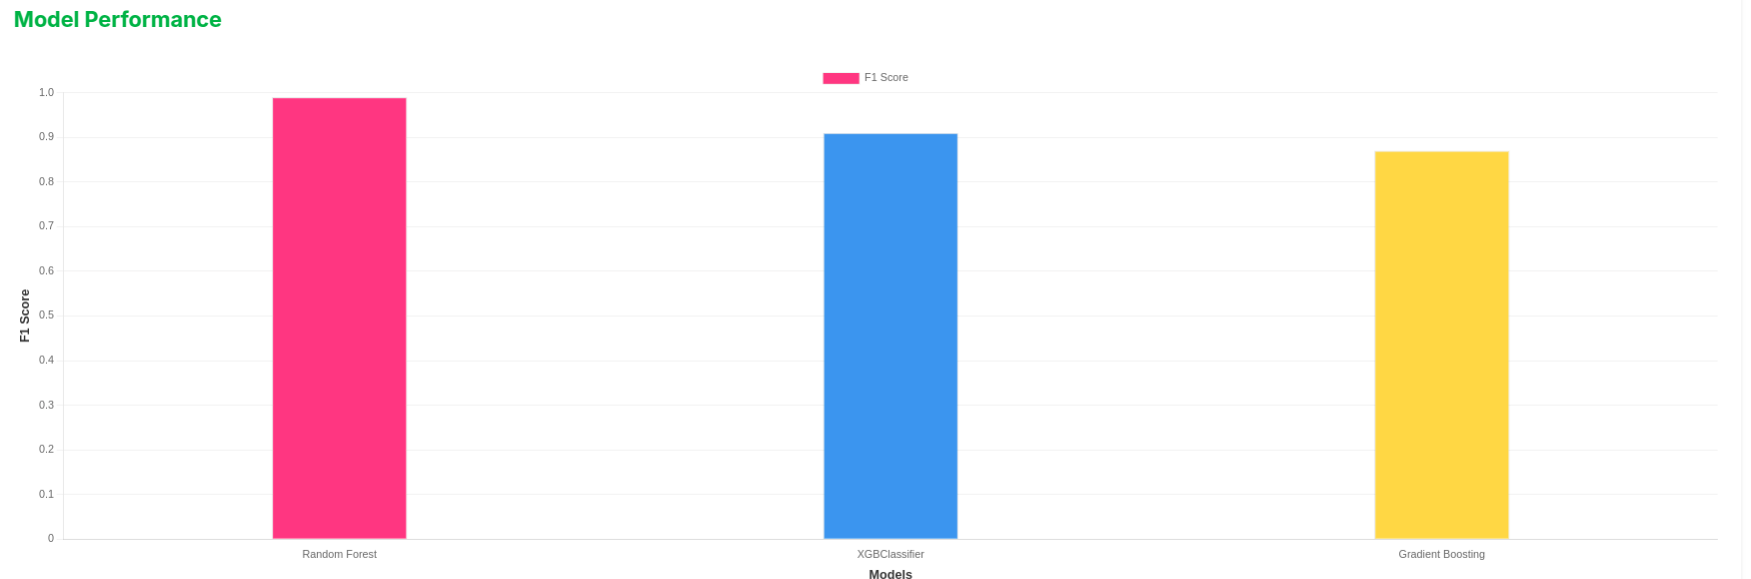 Model Performance
F1 Score
1.0
0.9
0.8
0.7
0.6
0.5
0.4
0.3
0.2
0.1
0
F1 Score
Random Forest
XGBClassifier
Gradient Boosting
Models